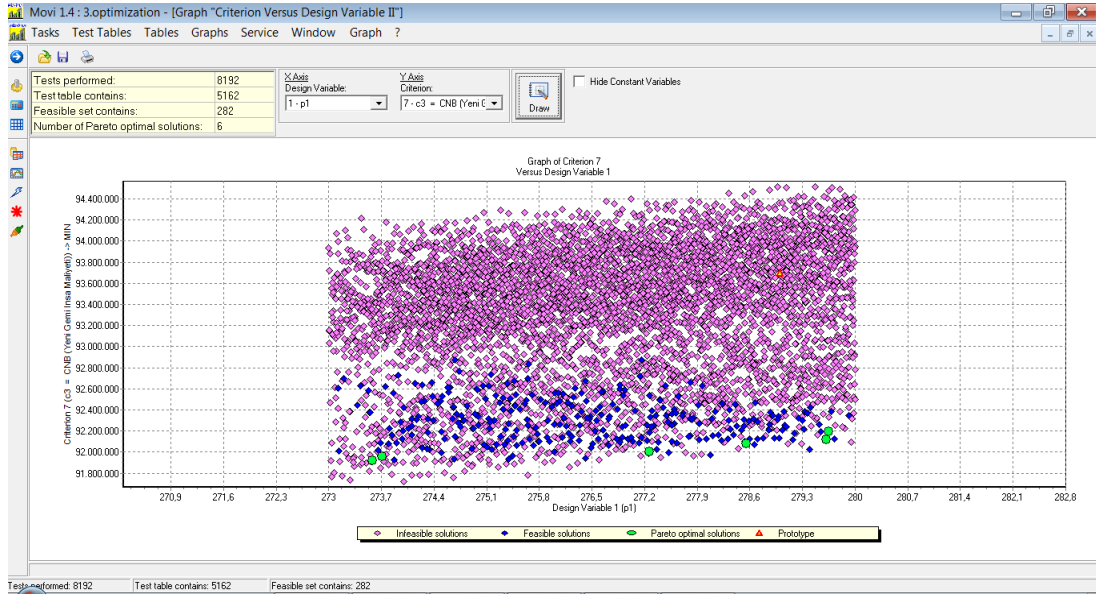 Movi 1.4 : 3.optimization - [Graph "Criterion Versus Design Variable II"]
Tasks Test Tables Tables Graphs Service Window Graph ?
Tests performed: 8192
Test table contains: 5162
Feasible set contains: 282
Number of Pareto optimal solutions: 6
X Axis
Design Variable:
1 - p1
Y Axis
Criterion:
7 - c3 = CNB (Yeni G
Draw
Hide Constant Variables
Graph of Criterion 7
Versus Design Variable 1
Criterion 7 (c3 = CNB (Yeni Gemi Insa Maliyeti)) -> MIN
94.400.000
94.200.000
94.000.000
93.800.000
93.600.000
93.400.000
93.200.000
93.000.000
92.800.000
92.600.000
92.400.000
92.200.000
92.000.000
91.800.000
270,9 271,6 272,3 273 273,7 274,4 275,1 275,8 276,5 277,2 277,9 278,6 279,3 280 280,7 281,4 282,1 282,8
Design Variable 1 (p1)
Infeasible solutions Feasible solutions Pareto optimal solutions Prototype
Tests performed: 8192 Test table contains: 5162 Feasible set contains: 282